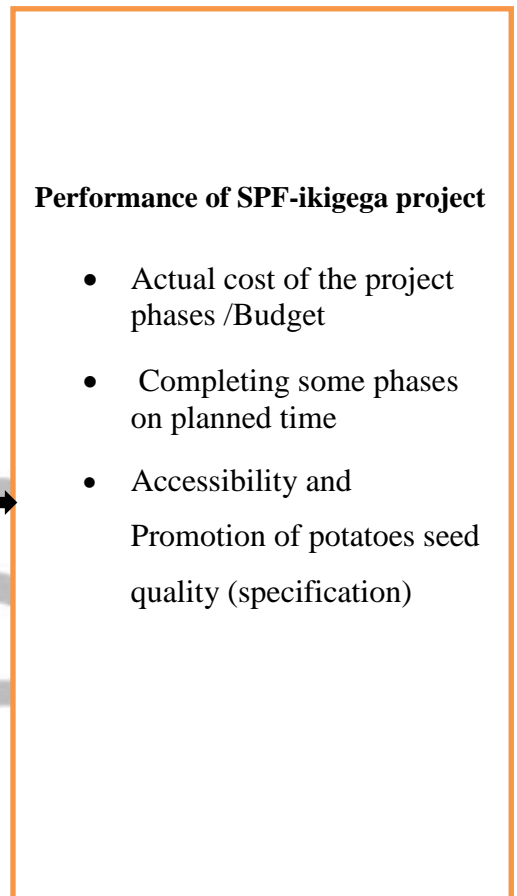 Performance of SPF-ikigega project
• Actual cost of the project
phases /Budget
• Completing some phases
on planned time
• Accessibility and
Promotion of potatoes seed
quality (specification)